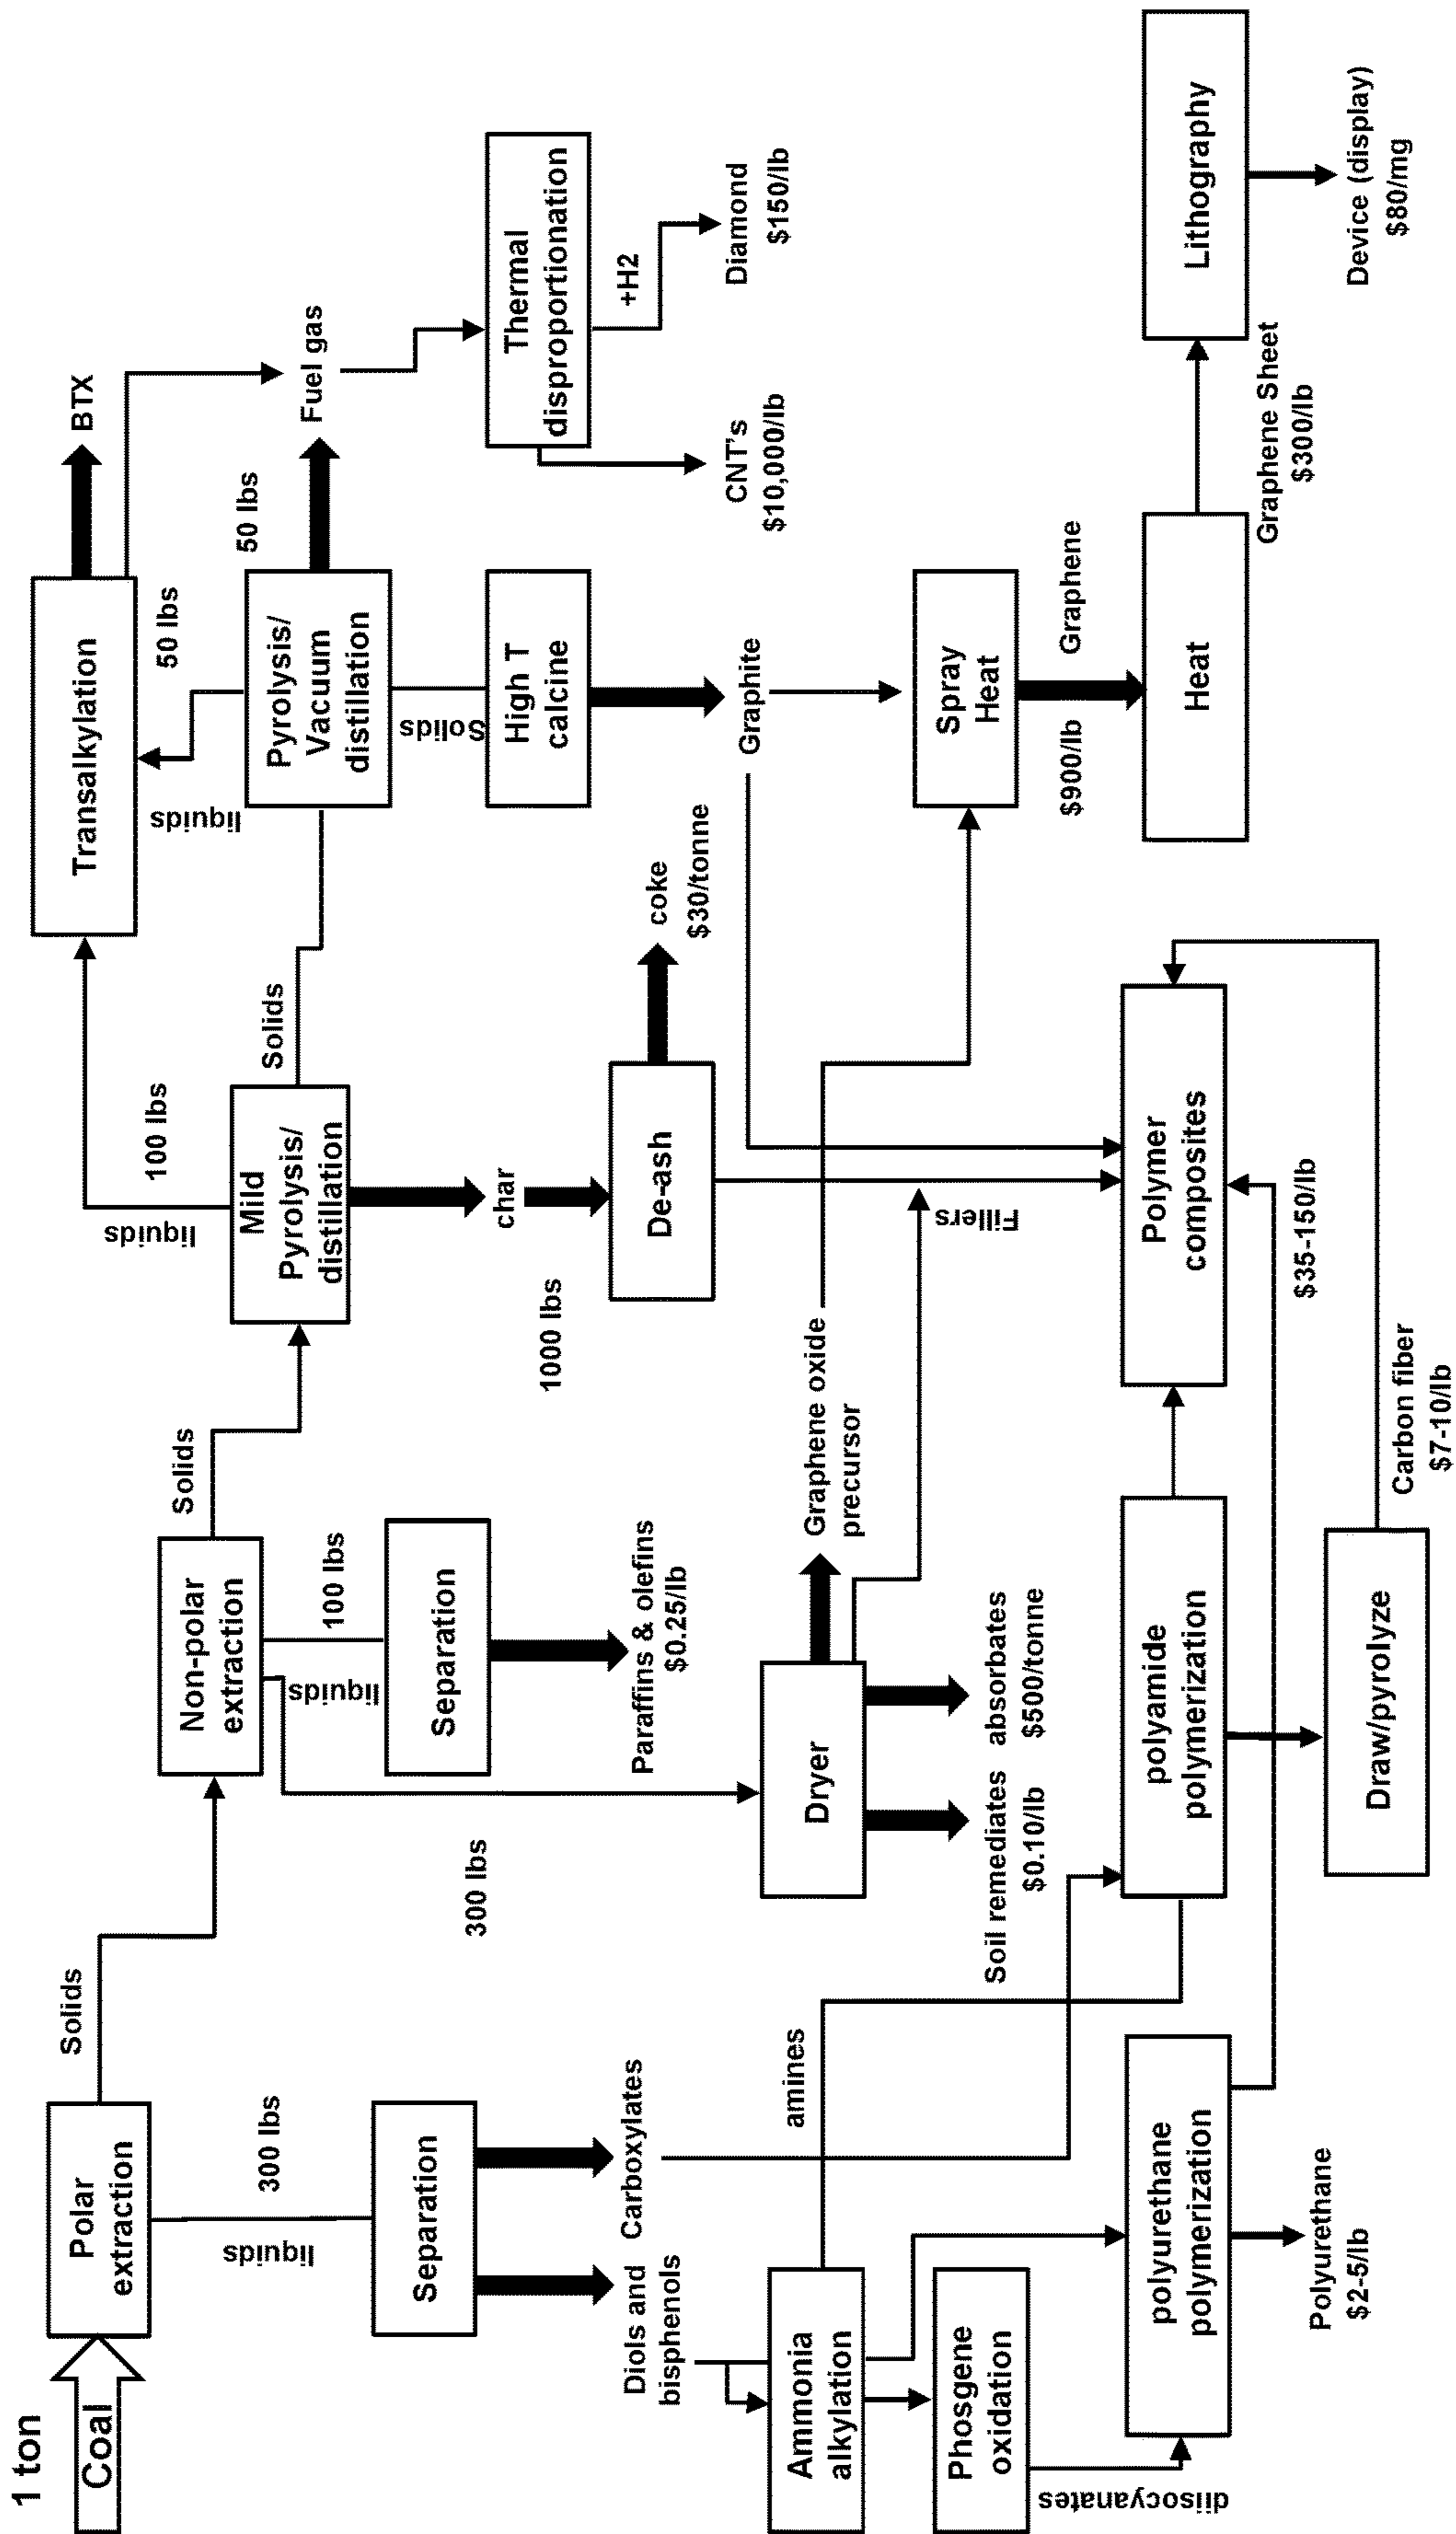 1 ton
Coal
Polar
extraction
Solids
liquids
300 lbs
Separation
Diols and
bisphenols
Carboxylates
Ammonia
alkylation
amines
Phosgene
oxidation
diisocyanates
polyurethane
polymerization
Polyurethane
$2-5/lb
Non-polar
extraction
Solids
liquids
100 lbs
Separation
Paraffins & olefins
$0.25/lb
300 lbs
Dryer
Soil remediates
$0.10/lb
absorbates
$500/tonne
Graphene oxide
precursor
Fillers
polyamide
polymerization
Draw/pyrolyze
Carbon fiber
$7-10/lb
Polymer
composites
$35-150/lb
Mild
Pyrolysis/
distillation
liquids
100 lbs
Solids
char
1000 lbs
De-ash
coke
$30/tonne
Transalkylation
BTX
liquids
50 lbs
Pyrolysis/
Vacuum
distillation
50 lbs
Fuel gas
Solids
High T
calcine
Graphite
Thermal
disproportionation
+H2
CNT's
$10,000/lb
Diamond
$150/lb
Spray
Heat
$900/lb
Graphene
Heat
Graphene Sheet
$300/lb
Lithography
Device (display)
$80/mg